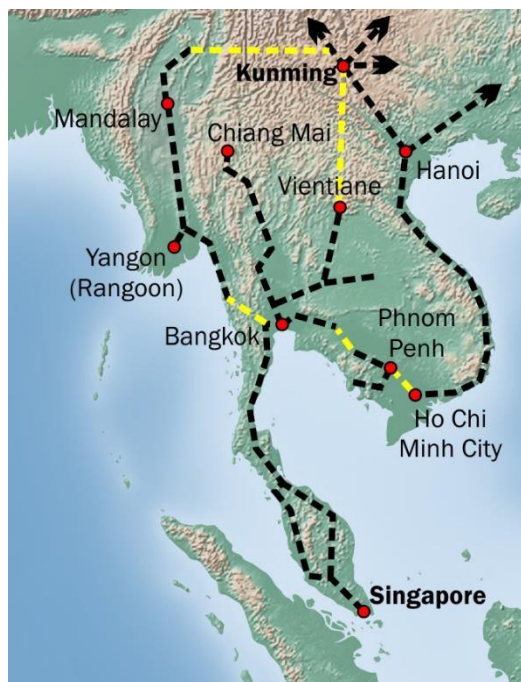 Kunming
Mandalay
Chiang Mai
Hanoi
Vientiane
Yangon
(Rangoon)
Bangkok
Phnom
Penh
Ho Chi
Minh City
Singapore